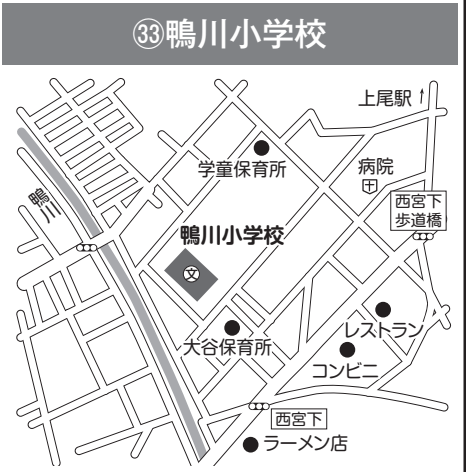 ㉝鴨川小学校
上尾駅↑
学童保育所
病院
鴨川
西宮下
歩道橋
鴨川小学校
文
レストラン
大谷保育所
コンビニ
西宮下
ラーメン店